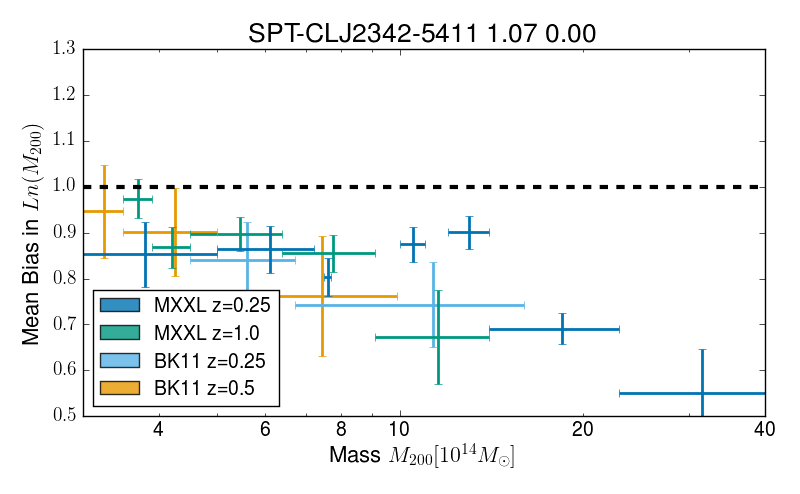 SPT-CLJ2342-5411 1.07 0.00
1.3
1.2
1.1
1.0
0.9
0.8
0.7
0.6
0.5
Mean Bias in Ln(M200)
MXXL z=0.25
MXXL z=1.0
BK11 z=0.25
BK11 z=0.5
4 6 8 10 20 40
Mass M200[10^14 M⊙]